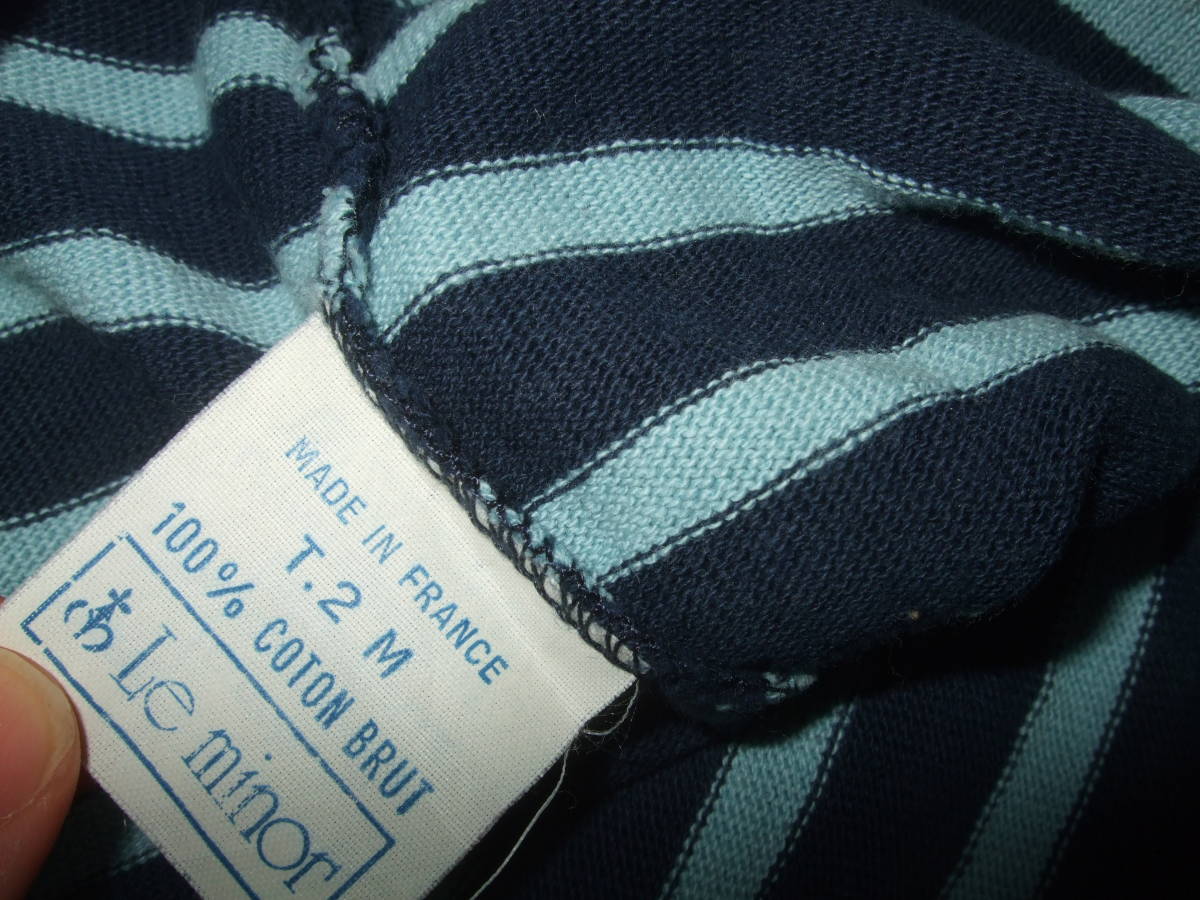 MADE IN FRANCE
T.2 M
100% COTON BRUT
Le minor